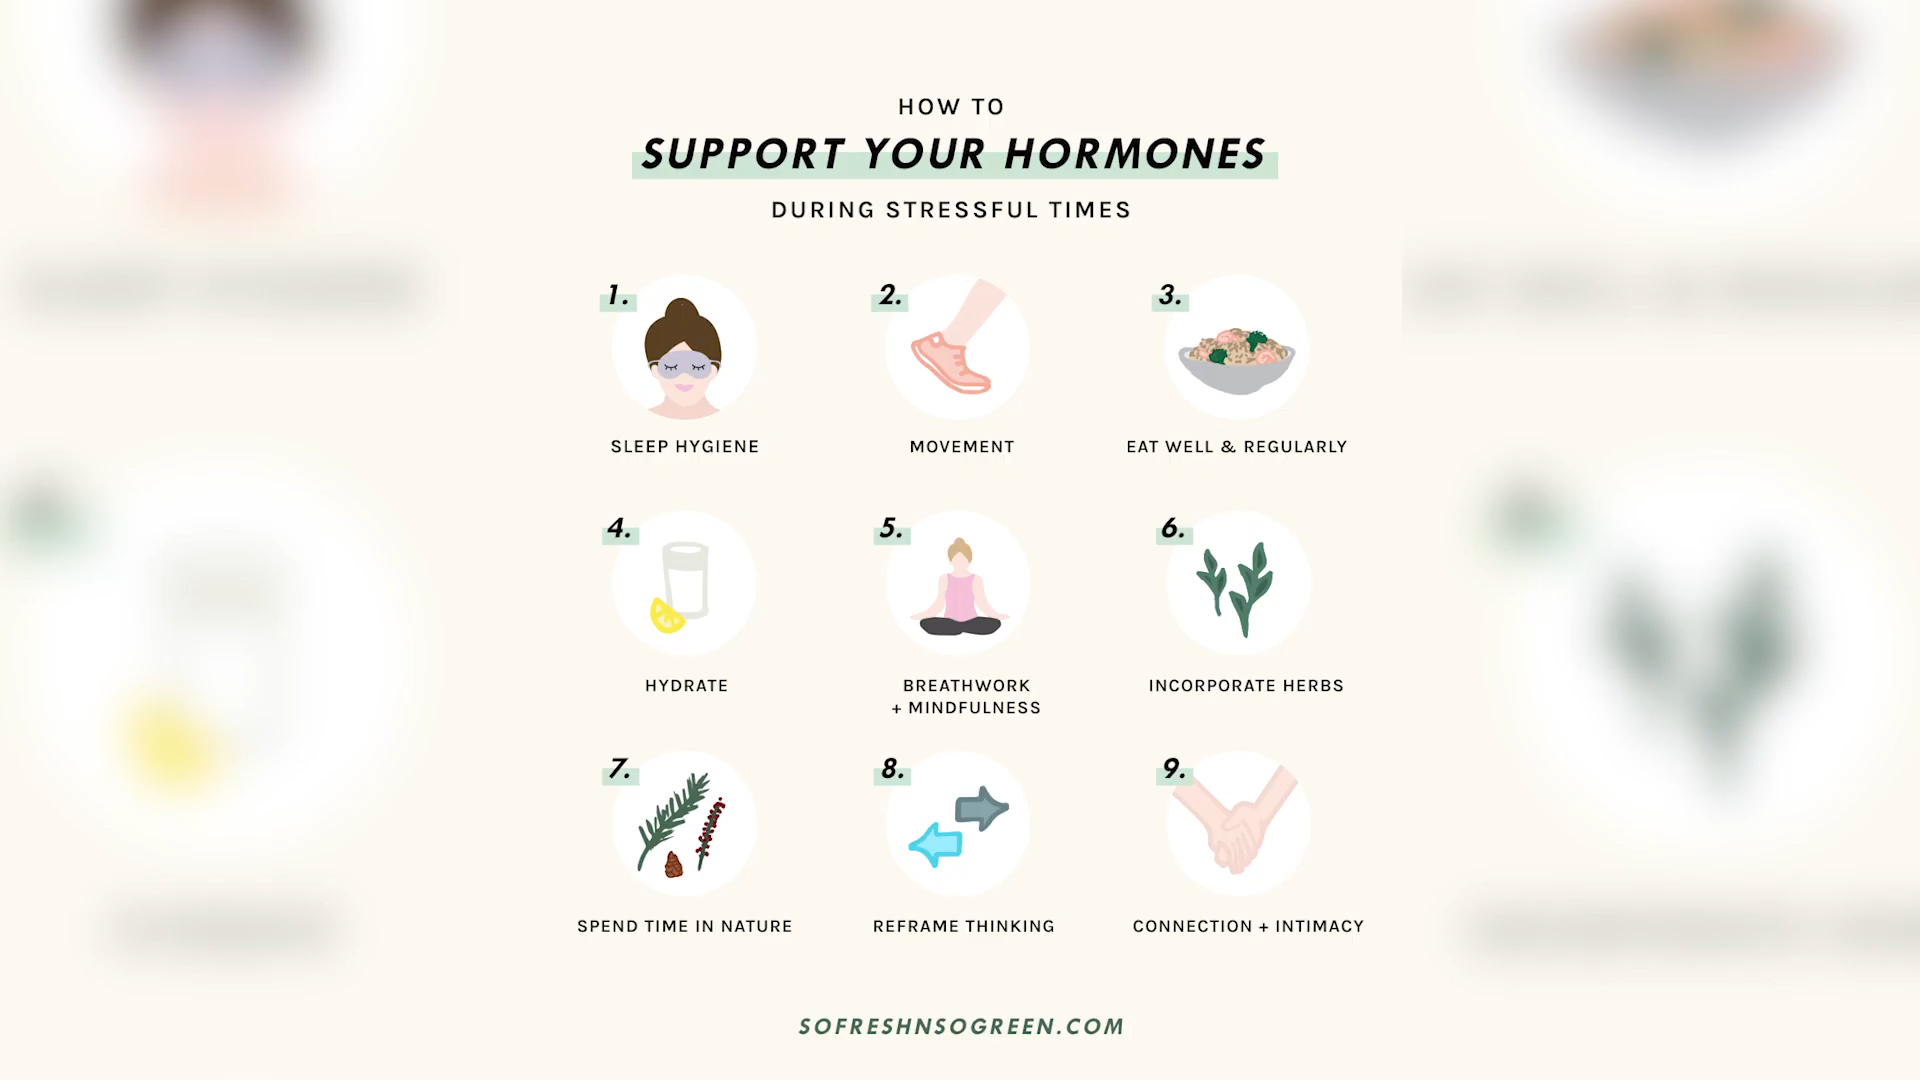 HOW TO
SUPPORT YOUR HORMONES
DURING STRESSFUL TIMES
1.
SLEEP HYGIENE
2.
MOVEMENT
3.
EAT WELL & REGULARLY
4.
HYDRATE
5.
BREATHWORK
+ MINDFULNESS
6.
INCORPORATE HERBS
7.
SPEND TIME IN NATURE
8.
REFRAME THINKING
9.
CONNECTION + INTIMACY
SOFRESHNSOGREEN.COM